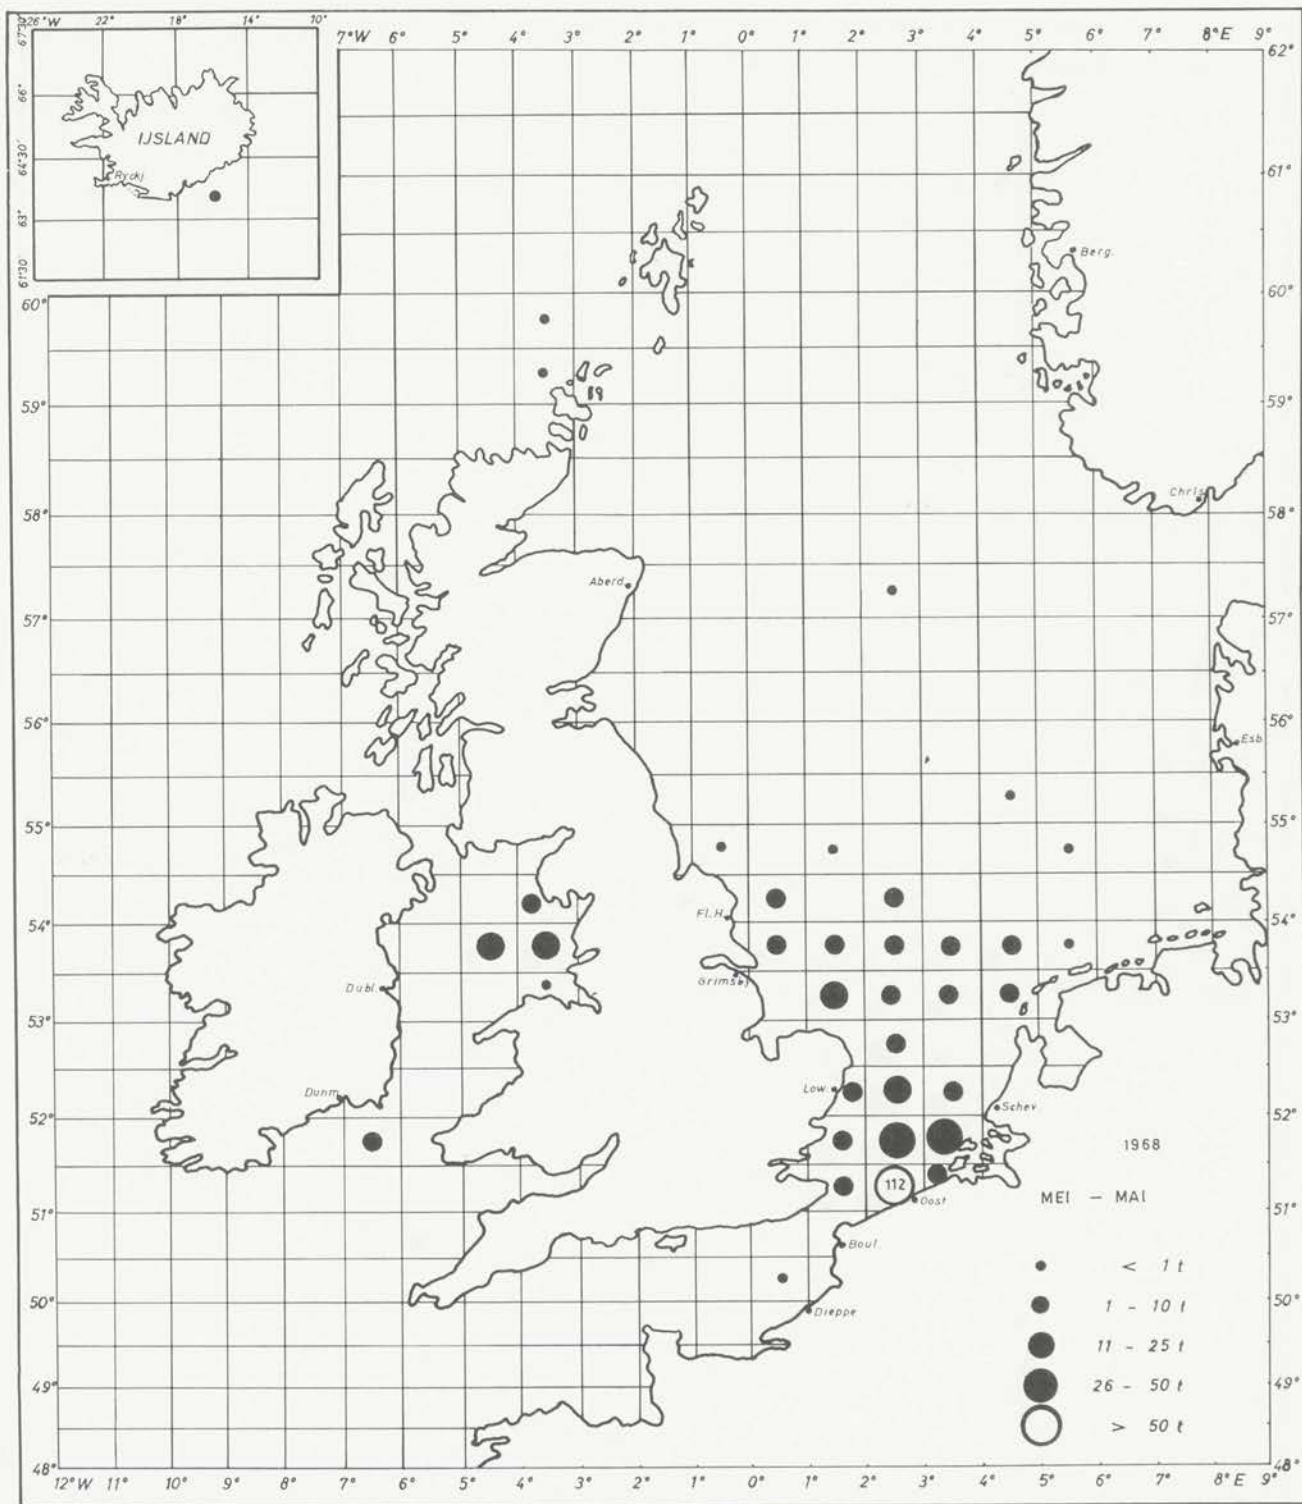 26°W 22° 18° 14° 10°
67°30
66°
64°30
63°
61°30
IJSLAND
Ryckj
7°W 6° 5° 4° 3° 2° 1° 0° 1° 2° 3° 4° 5° 6° 7° 8°E 9°
62°
61° 61°
60° 60°
59° 59°
58° 58°
57° 57°
56° 56°
55° 55°
54° 54°
53° 53°
52° 52°
51° 51°
50° 50°
49° 49°
48° 48°
Berg.
Chris
Aberd.
Esb.
Fl.H.
Grimsby
Dubl.
Dunm.
Low.
Schev.
112
Oost.
Boul.
Dieppe
1968
MEI – MAI
< 1 t
1 – 10 t
11 – 25 t
26 – 50 t
> 50 t
12°W 11° 10° 9° 8° 7° 6° 5° 4° 3° 2° 1° 0° 1° 2° 3° 4° 5° 6° 7° 8°E 9°